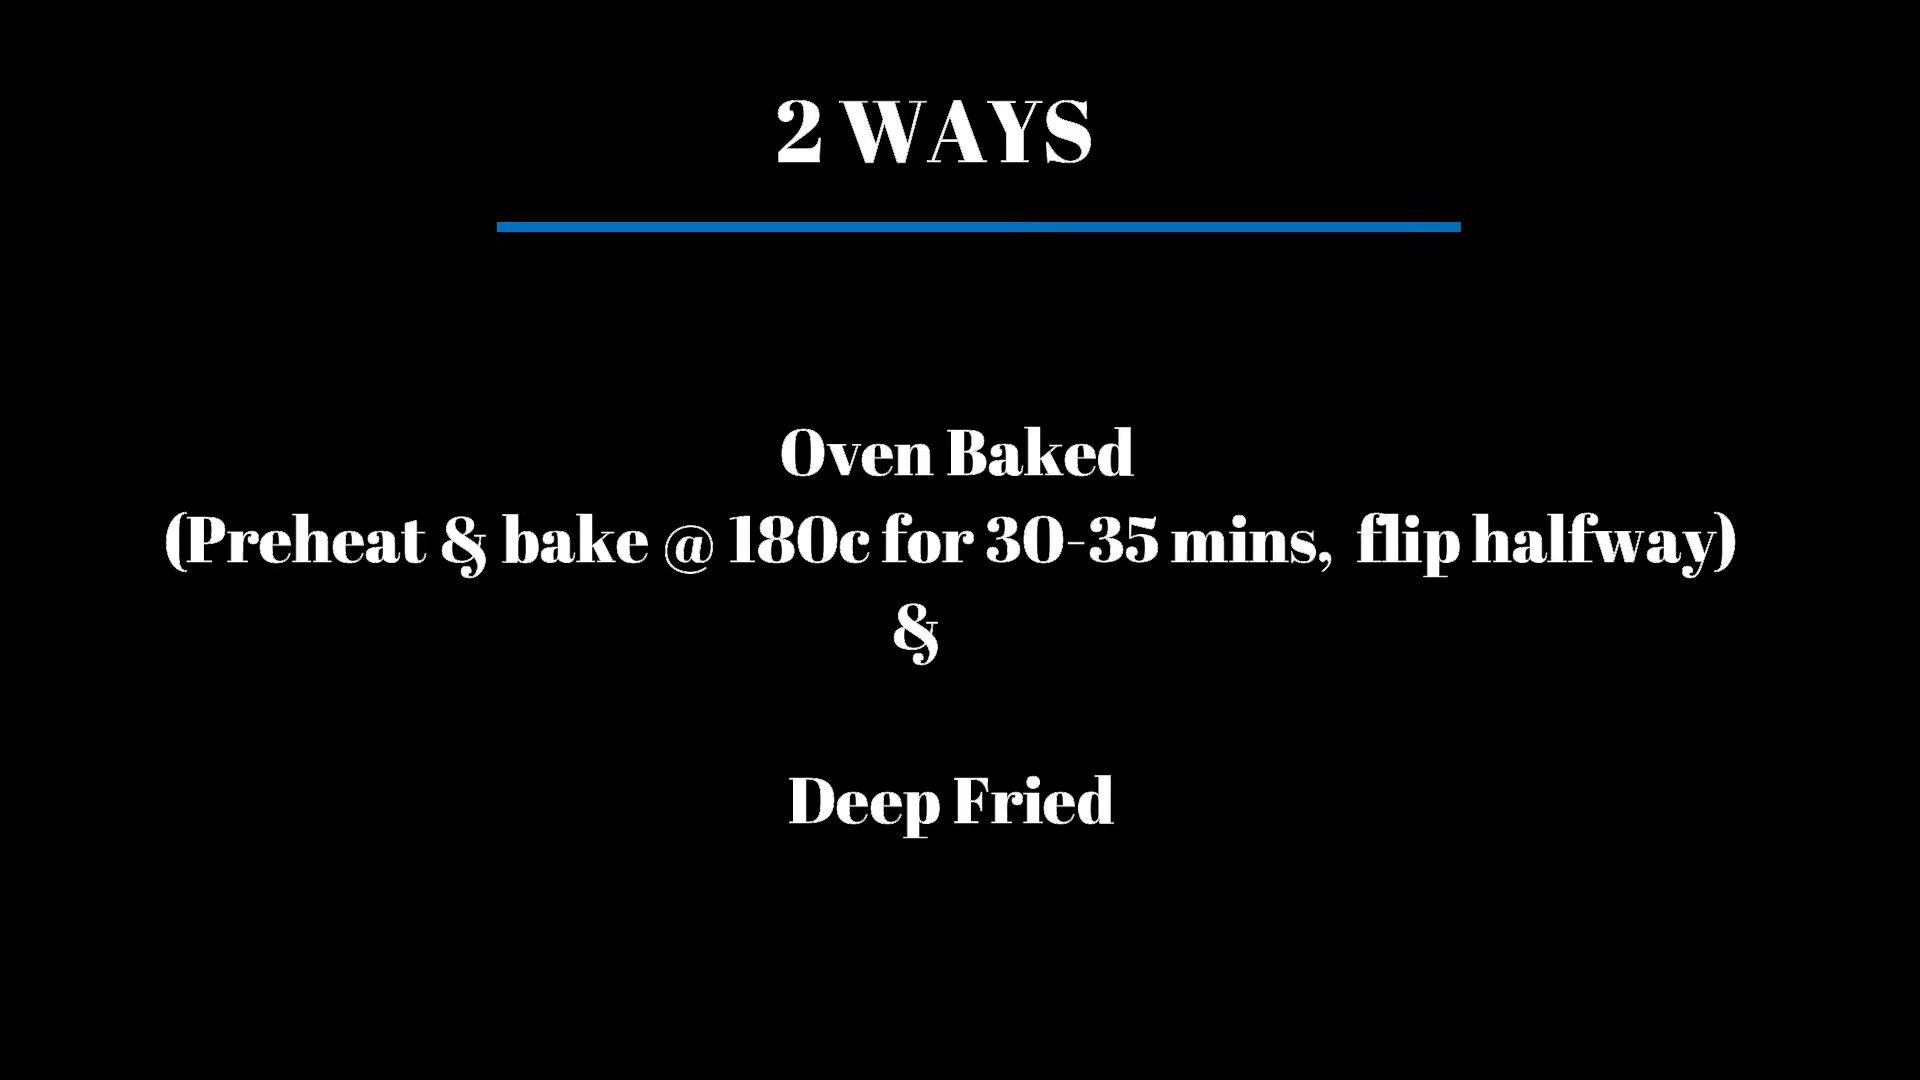 2 WAYS
Oven Baked
(Preheat & bake @ 180c for 30-35 mins,  flip halfway)
&
Deep Fried